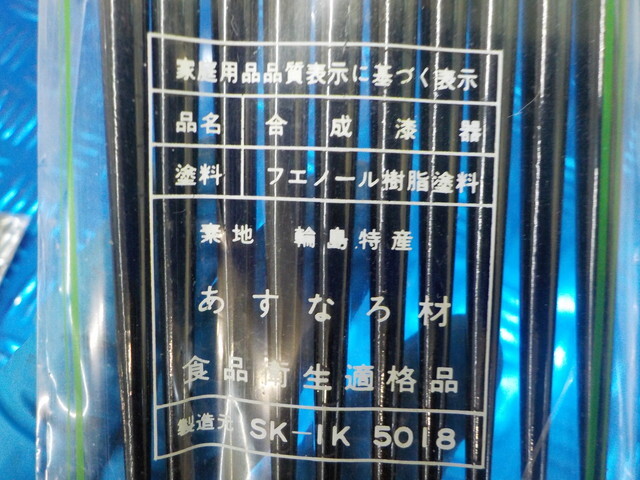 家庭用品品質表示に基づく表示
品名 合成漆器
塗料 フエノール樹脂塗料
素地 輪島特産
あすなろ材
食品衛生適格品
製造元 SK-IK 5018